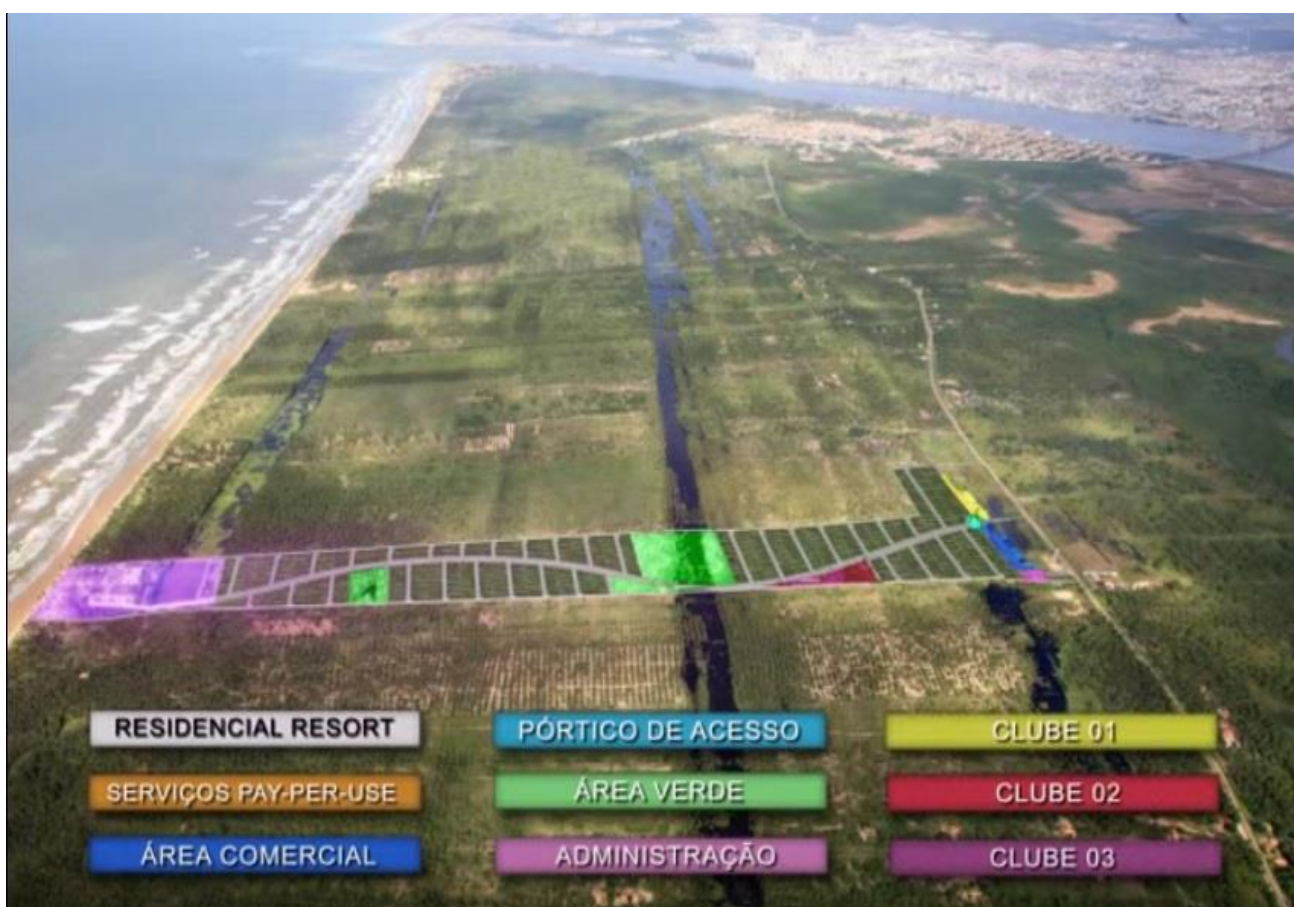 RESIDENCIAL RESORT
PÓRTICO DE ACESSO
CLUBE 01
SERVIÇOS PAY-PER-USE
ÁREA VERDE
CLUBE 02
ÁREA COMERCIAL
ADMINISTRAÇÃO
CLUBE 03